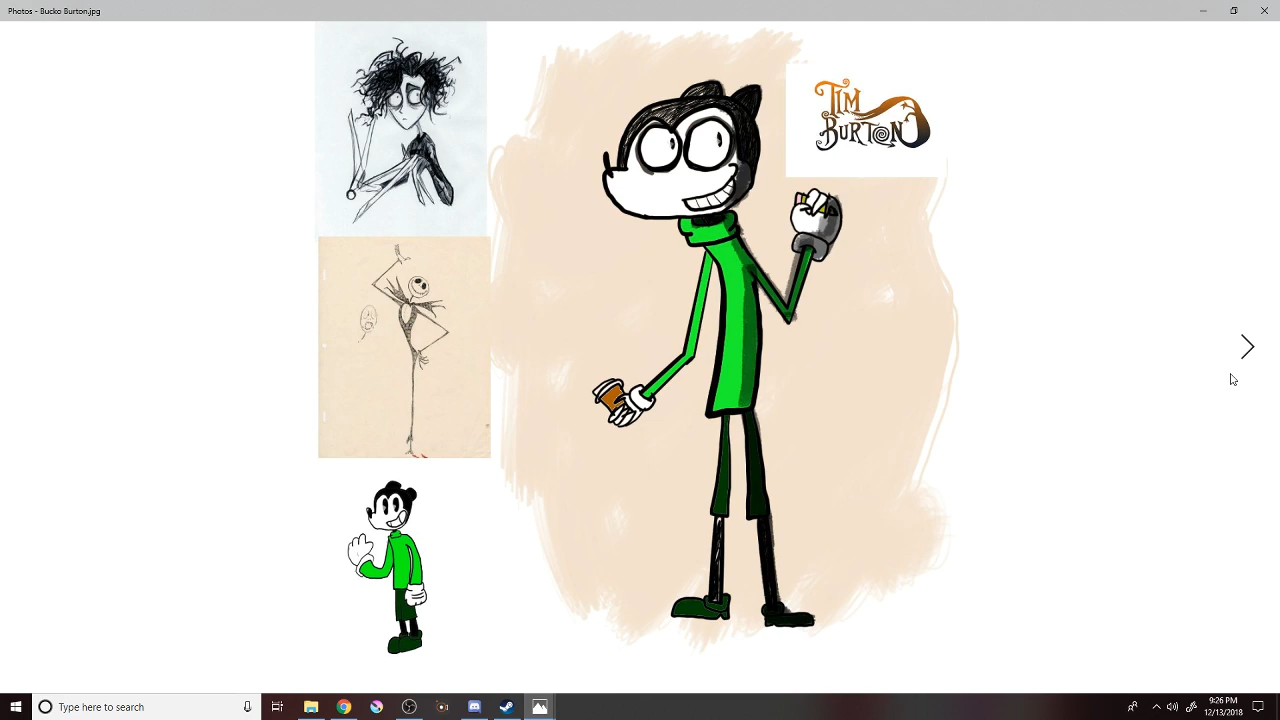 Photos - Bucko Burton.jpg
TIM
BURTON
Type here to search
9:26 PM
12/13/2018